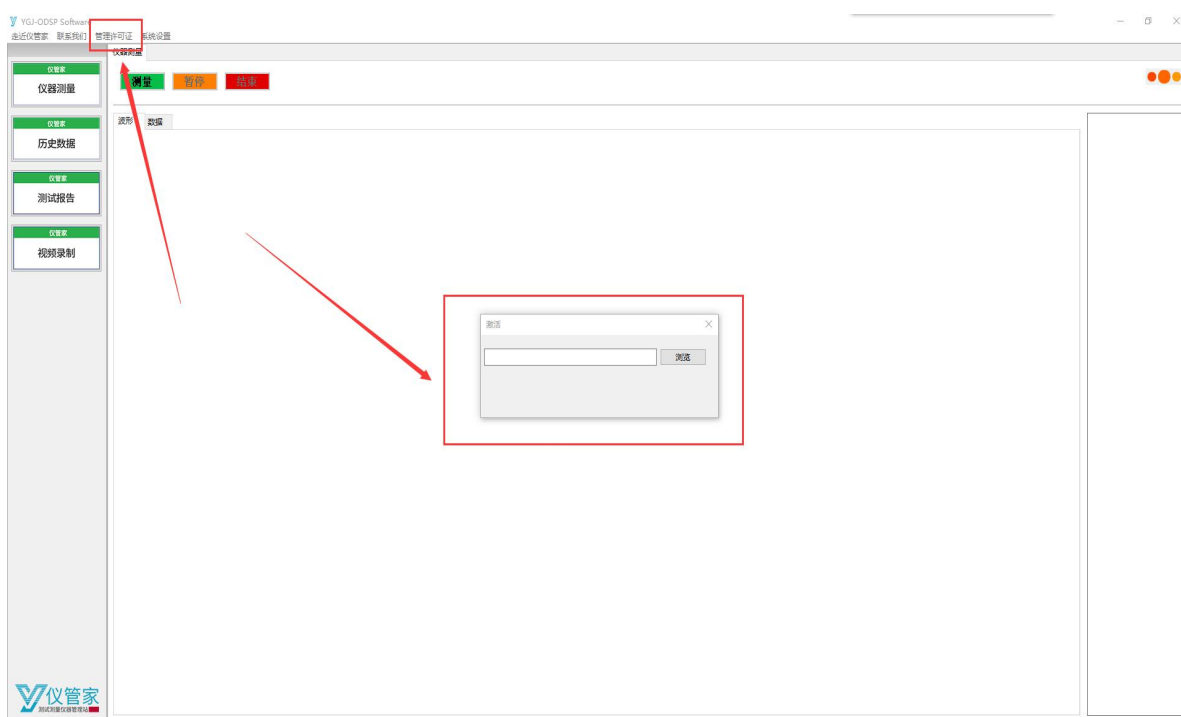 YGJ-ODSP Software
走近仪管家 联系我们 管理许可证 系统设置
仪器测量
仪管家
仪器测量
测量 暂停 结束
仪管家
历史数据
波形 数据
仪管家
测试报告
仪管家
视频录制
激活
浏览
仪管家
测试测量仪器管理站